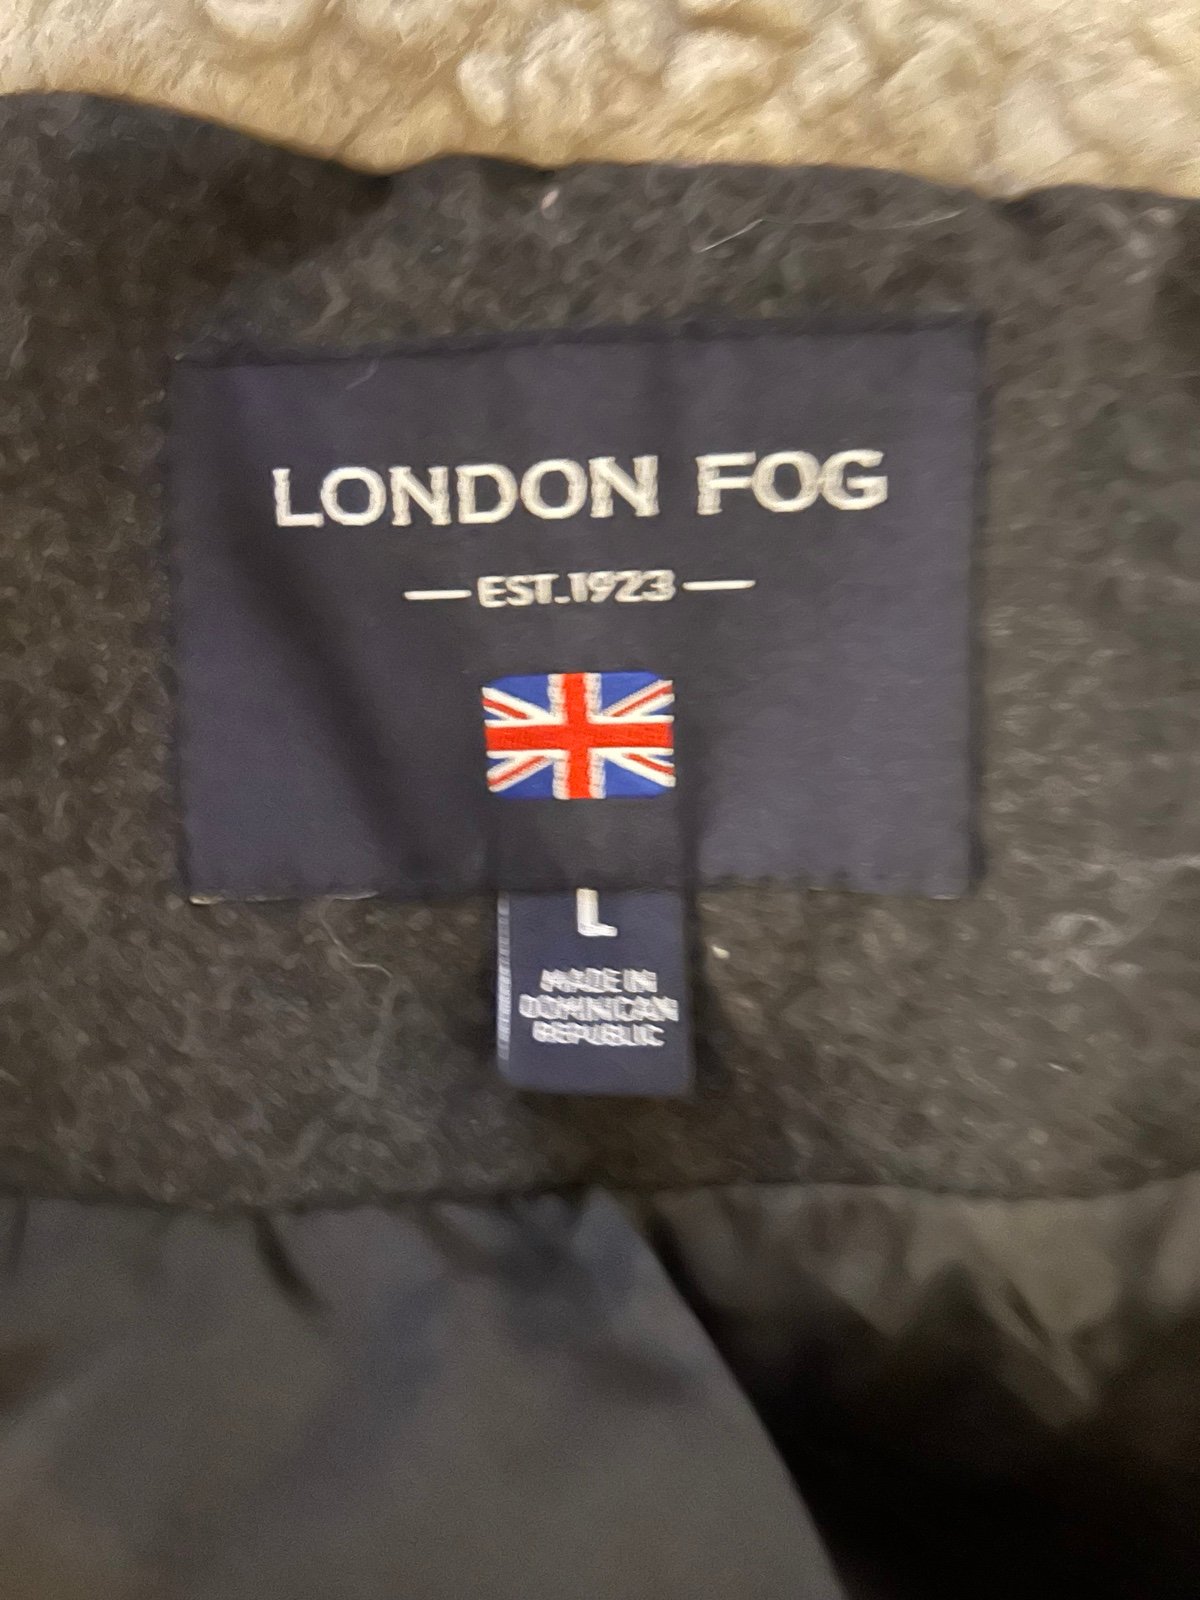 LONDON FOG
EST.1923
L
MADE IN
DOMINICAN
REPUBLIC